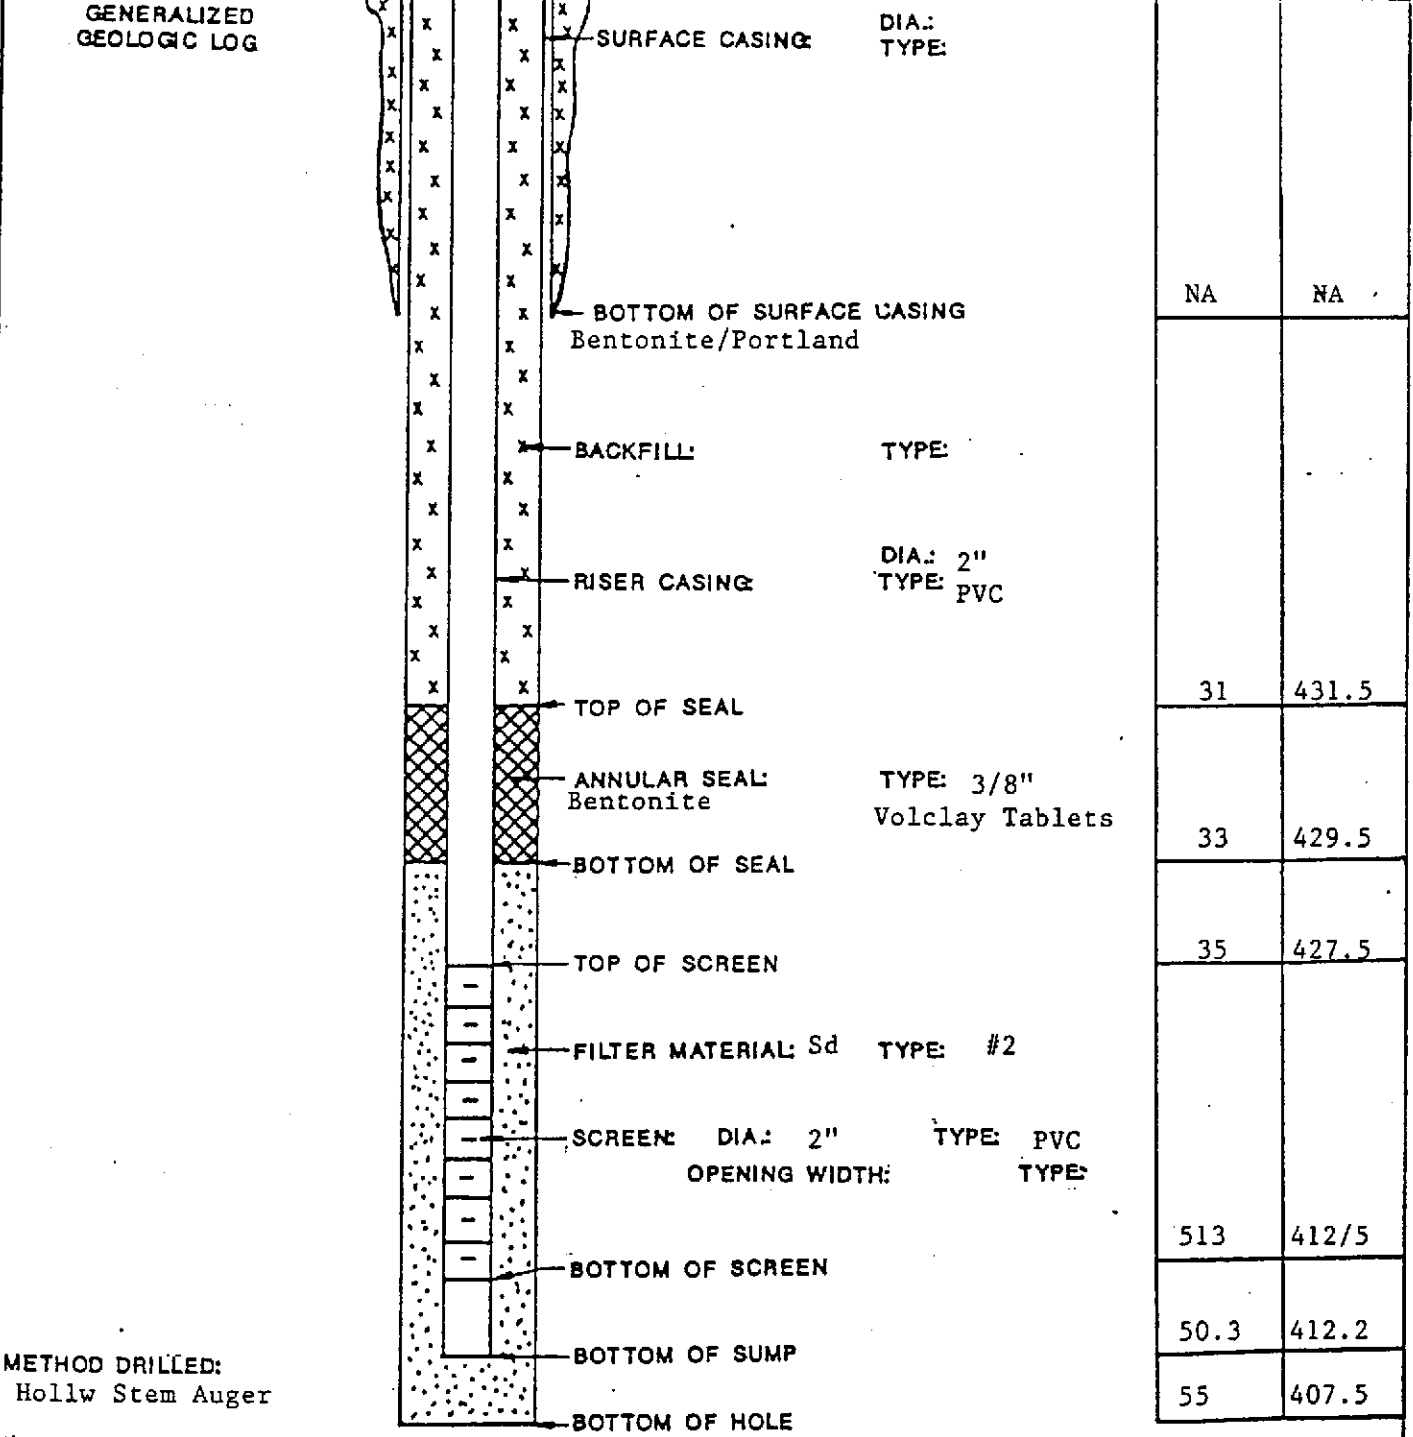 GENERALIZED
GEOLOGIC LOG
SURFACE CASING:
DIA.:
TYPE:
NA NA
BOTTOM OF SURFACE CASING
Bentonite/Portland
BACKFILL: TYPE:
RISER CASING:
DIA.: 2"
TYPE: PVC
31 431.5
TOP OF SEAL
ANNULAR SEAL: TYPE: 3/8"
Bentonite Volclay Tablets
33 429.5
BOTTOM OF SEAL
35 427.5
TOP OF SCREEN
FILTER MATERIAL: Sd TYPE: #2
SCREEN: DIA.: 2" TYPE: PVC
OPENING WIDTH: TYPE:
513 412/5
BOTTOM OF SCREEN
50.3 412.2
BOTTOM OF SUMP
METHOD DRILLED:
Hollw Stem Auger
55 407.5
BOTTOM OF HOLE